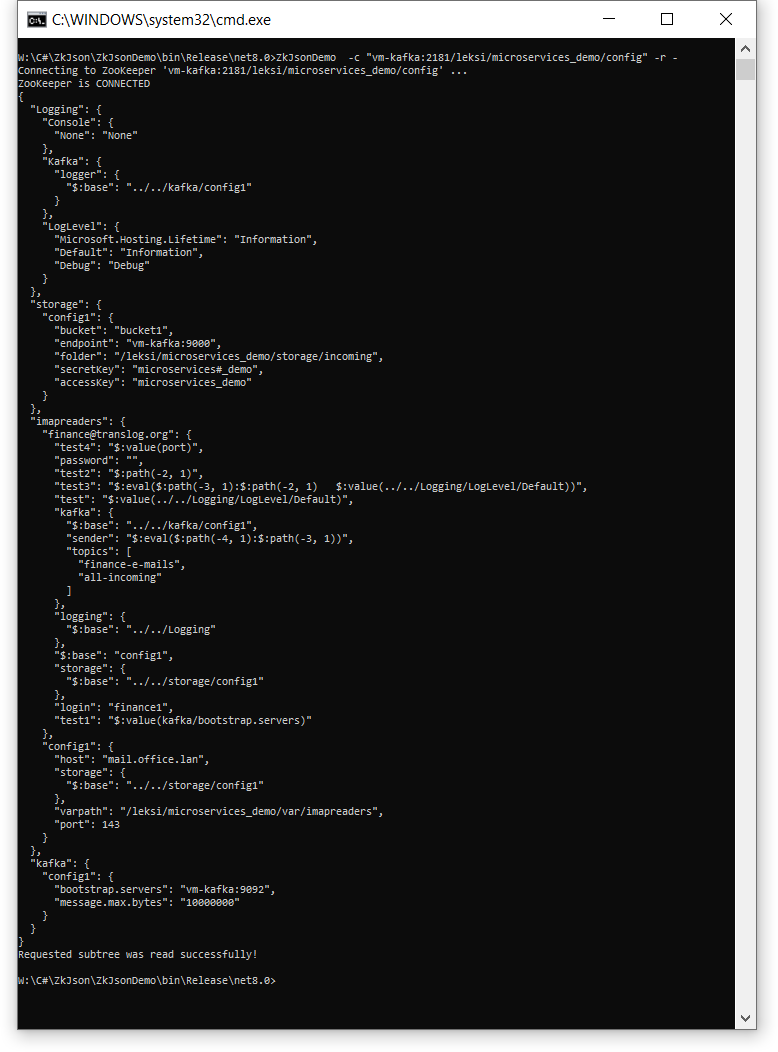 C:\WINDOWS\system32\cmd.exe
W:\C#\ZkJson\ZkJsonDemo\bin\Release\net8.0>ZkJsonDemo  -c "vm-kafka:2181/leksi/microservices_demo/config" -r -
Connecting to ZooKeeper 'vm-kafka:2181/leksi/microservices_demo/config' ...
ZooKeeper is CONNECTED
{
  "Logging": {
    "Console": {
      "None": "None"
    },
    "Kafka": {
      "logger": {
        "$:base": "../../kafka/config1"
      }
    },
    "LogLevel": {
      "Microsoft.Hosting.Lifetime": "Information",
      "Default": "Information",
      "Debug": "Debug"
    }
  },
  "storage": {
    "config1": {
      "bucket": "bucket1",
      "endpoint": "vm-kafka:9000",
      "folder": "/leksi/microservices_demo/storage/incoming",
      "secretKey": "microservices#_demo",
      "accessKey": "microservices_demo"
    }
  },
  "imapreaders": {
    "finance@translog.org": {
      "test4": "$:value(port)",
      "password": "",
      "test2": "$:path(-2, 1)",
      "test3": "$:eval($:path(-3, 1):$:path(-2, 1)   $:value(../../Logging/LogLevel/Default))",
      "test": "$:value(../../Logging/LogLevel/Default)",
      "kafka": {
        "$:base": "../../kafka/config1",
        "sender": "$:eval($:path(-4, 1):$:path(-3, 1))",
        "topics": [
          "finance-e-mails",
          "all-incoming"
        ]
      },
      "logging": {
        "$:base": "../../Logging"
      },
      "$:base": "config1",
      "storage": {
        "$:base": "../../storage/config1"
      },
      "login": "finance1",
      "test1": "$:value(kafka/bootstrap.servers)"
    },
    "config1": {
      "host": "mail.office.lan",
      "storage": {
        "$:base": "../../storage/config1"
      },
      "varpath": "/leksi/microservices_demo/var/imapreaders",
      "port": 143
    }
  },
  "kafka": {
    "config1": {
      "bootstrap.servers": "vm-kafka:9092",
      "message.max.bytes": "10000000"
    }
  }
}
Requested subtree was read successfully!
W:\C#\ZkJson\ZkJsonDemo\bin\Release\net8.0>